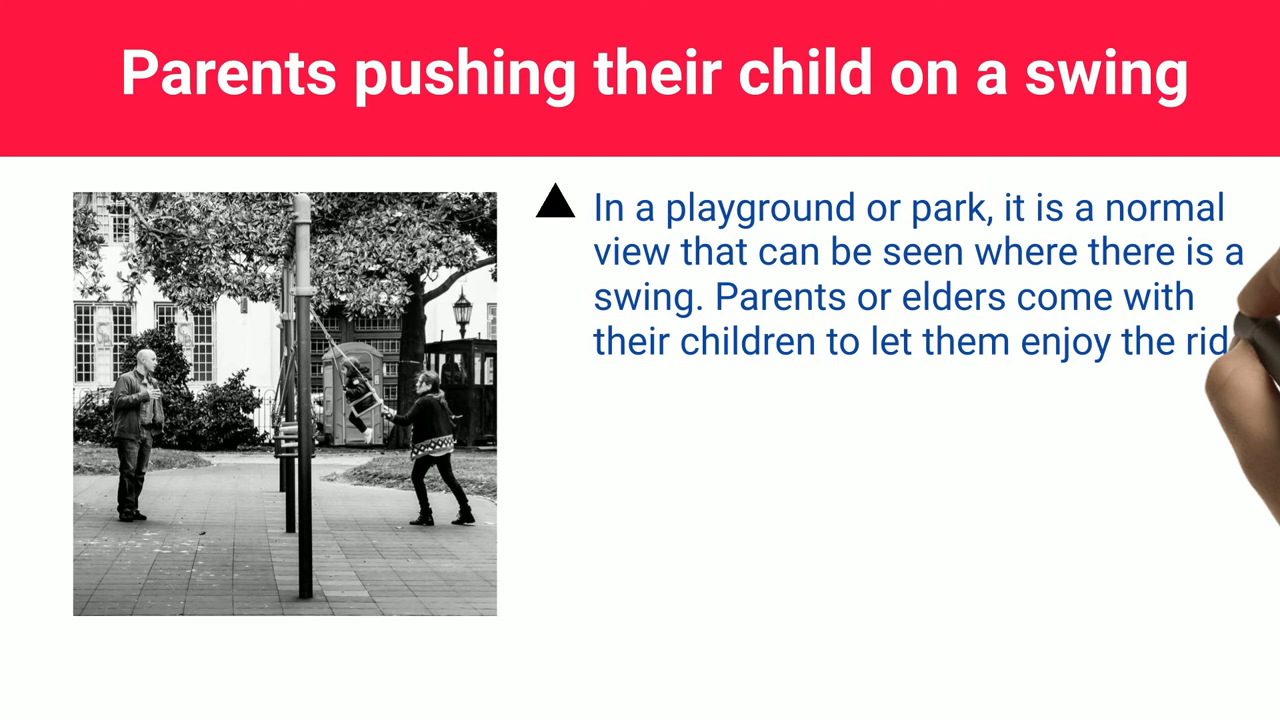 Parents pushing their child on a swing
In a playground or park, it is a normal
view that can be seen where there is a
swing. Parents or elders come with
their children to let them enjoy the rid